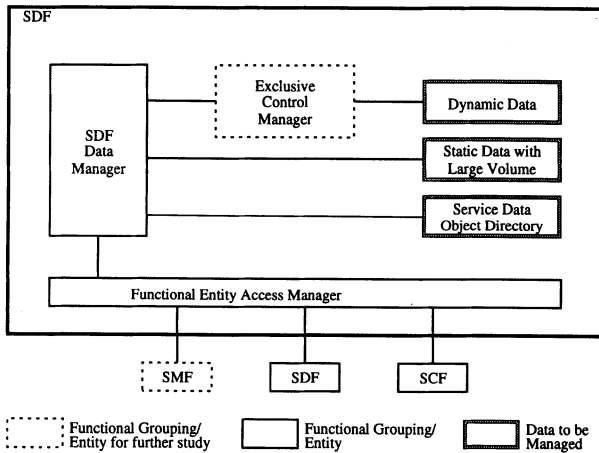 SDF
Exclusive
Control
Manager
Dynamic Data
SDF
Data
Manager
Static Data with
Large Volume
Service Data
Object Directory
Functional Entity Access Manager
SMF
SDF
SCF
Functional Grouping/
Entity for further study
Functional Grouping/
Entity
Data to be
Managed